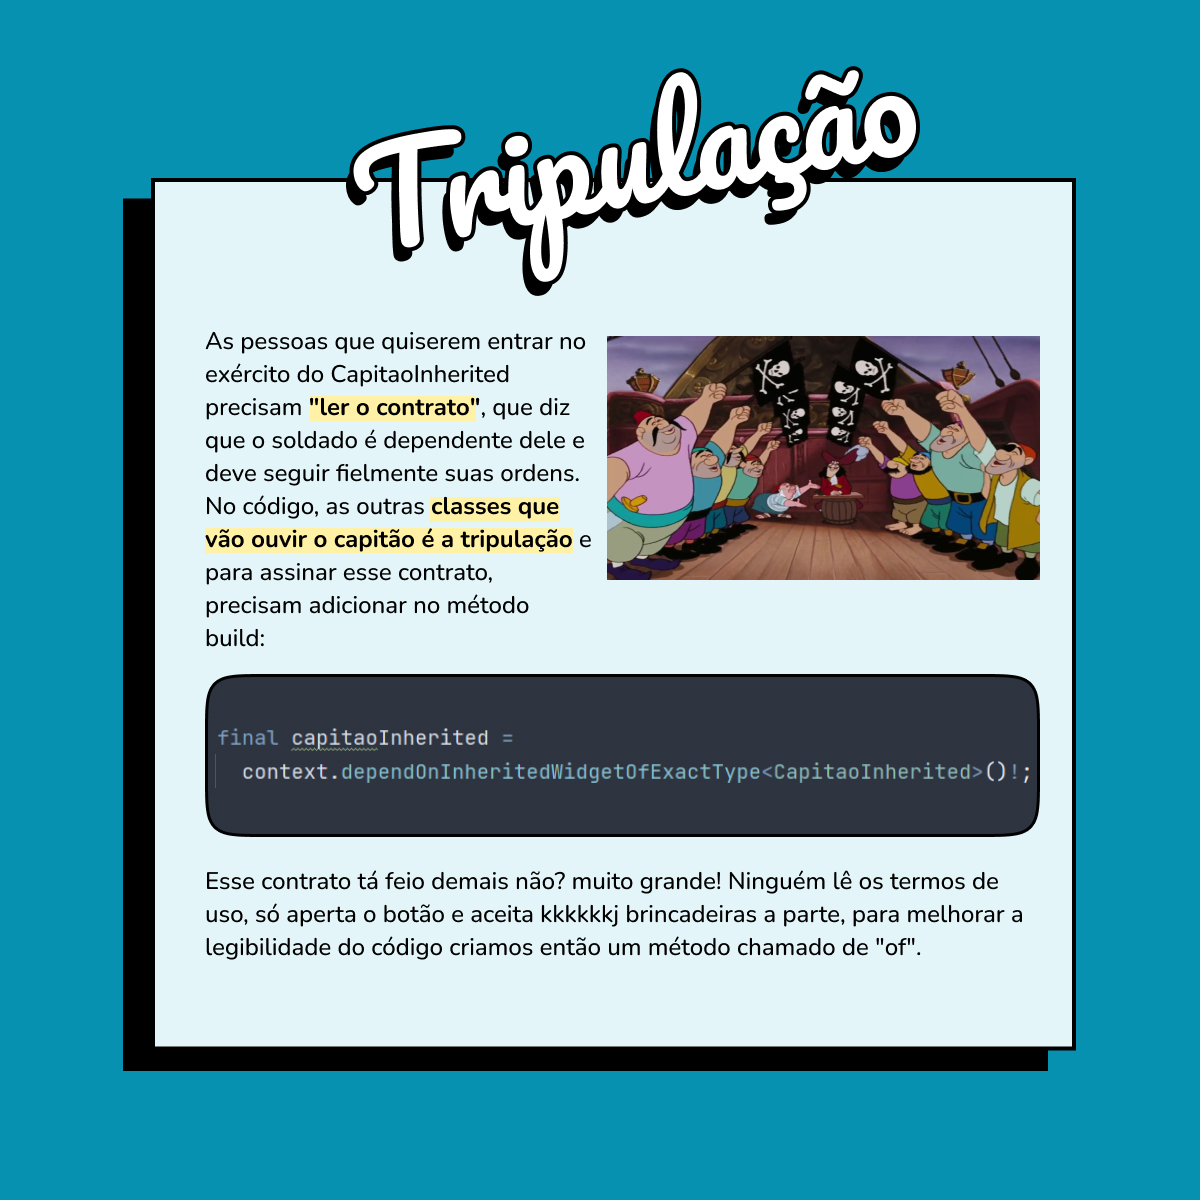 Tripulação
As pessoas que quiserem entrar no
exército do CapitaoInherited
precisam "ler o contrato", que diz
que o soldado é dependente dele e
deve seguir fielmente suas ordens.
No código, as outras classes que
vão ouvir o capitão é a tripulação e
para assinar esse contrato,
precisam adicionar no método
build:
final capitaoInherited =
context.dependOnInheritedWidgetOfExactType<CapitaoInherited>()!;
Esse contrato tá feio demais não? muito grande! Ninguém lê os termos de
uso, só aperta o botão e aceita kkkkkkj brincadeiras a parte, para melhorar a
legibilidade do código criamos então um método chamado de "of".